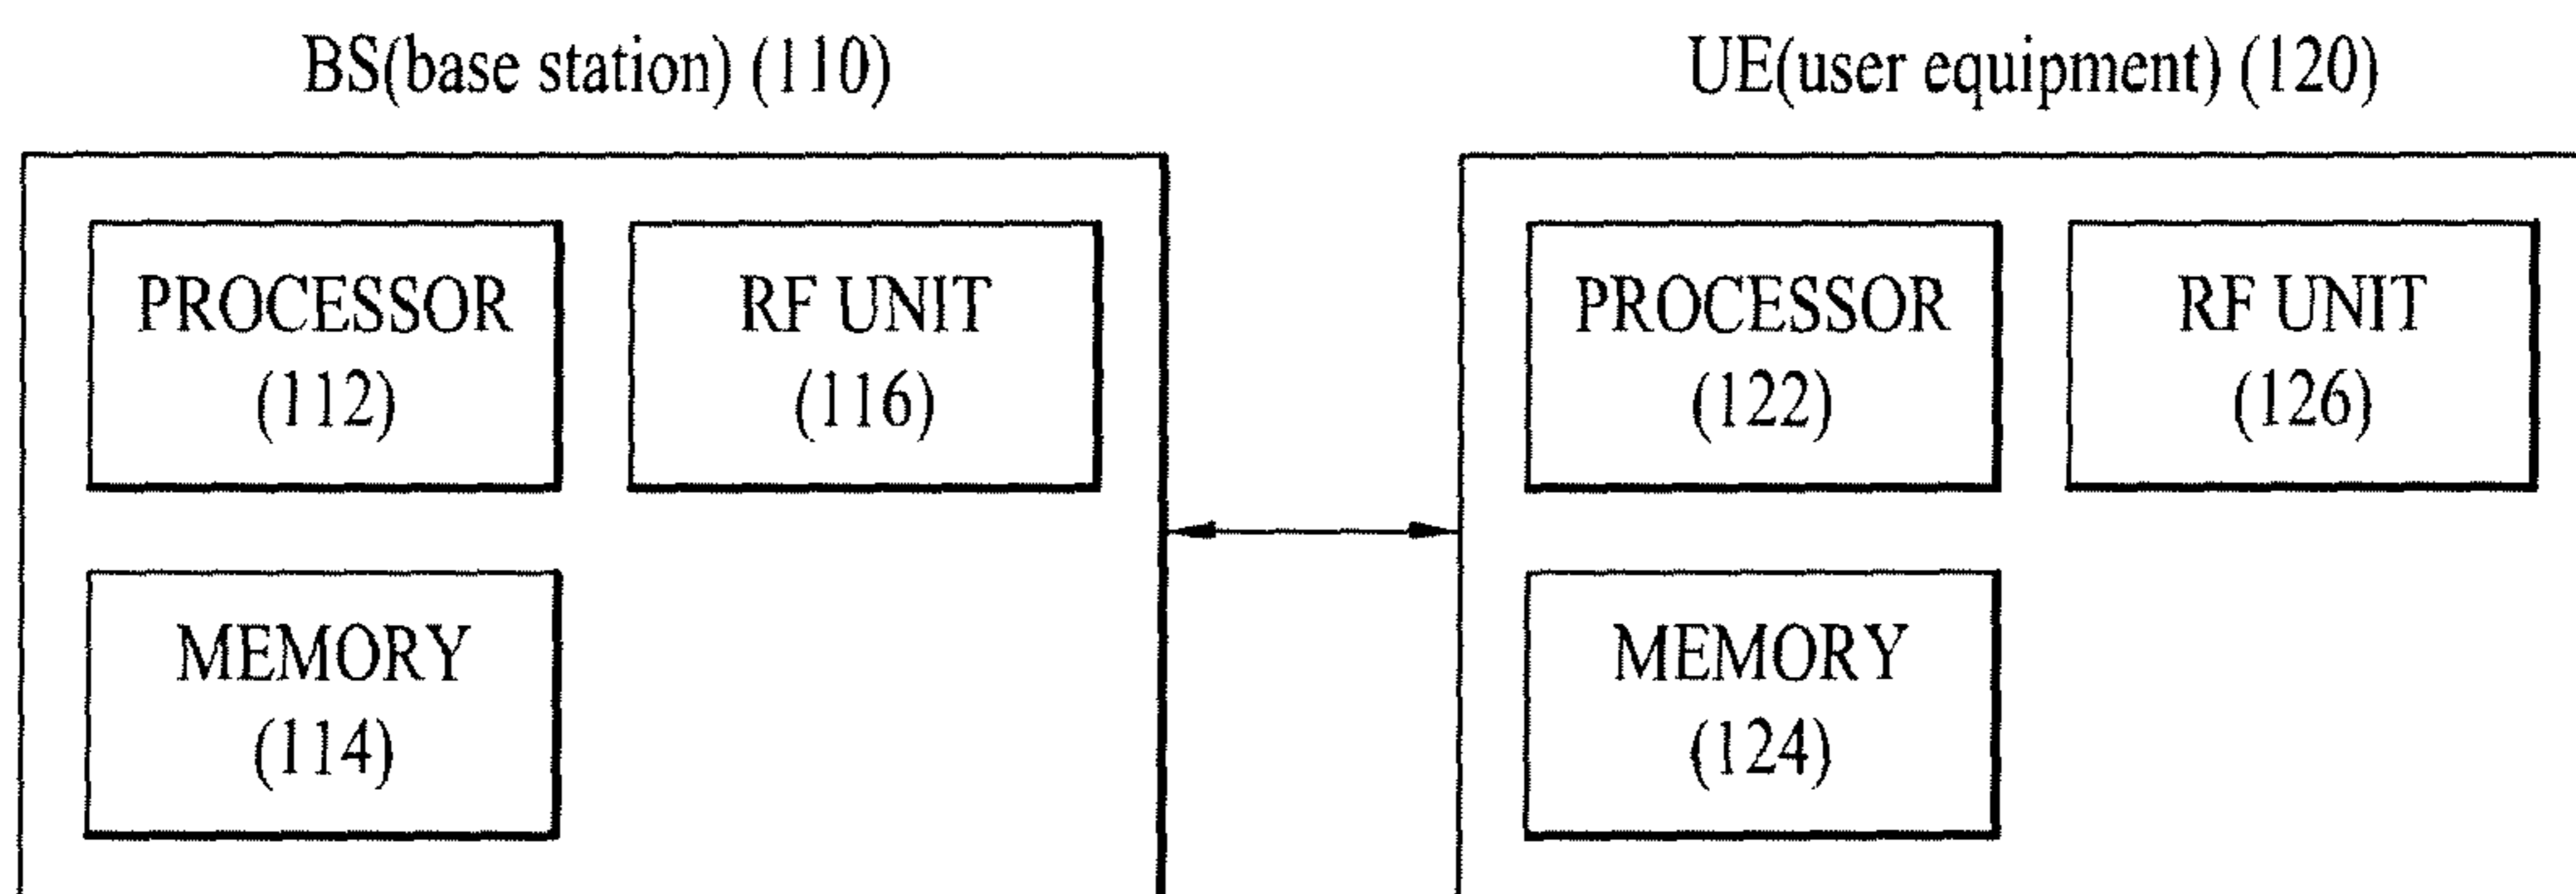 BS(base station) (110)
UE(user equipment) (120)
PROCESSOR
(112)
RF UNIT
(116)
MEMORY
(114)
PROCESSOR
(122)
RF UNIT
(126)
MEMORY
(124)